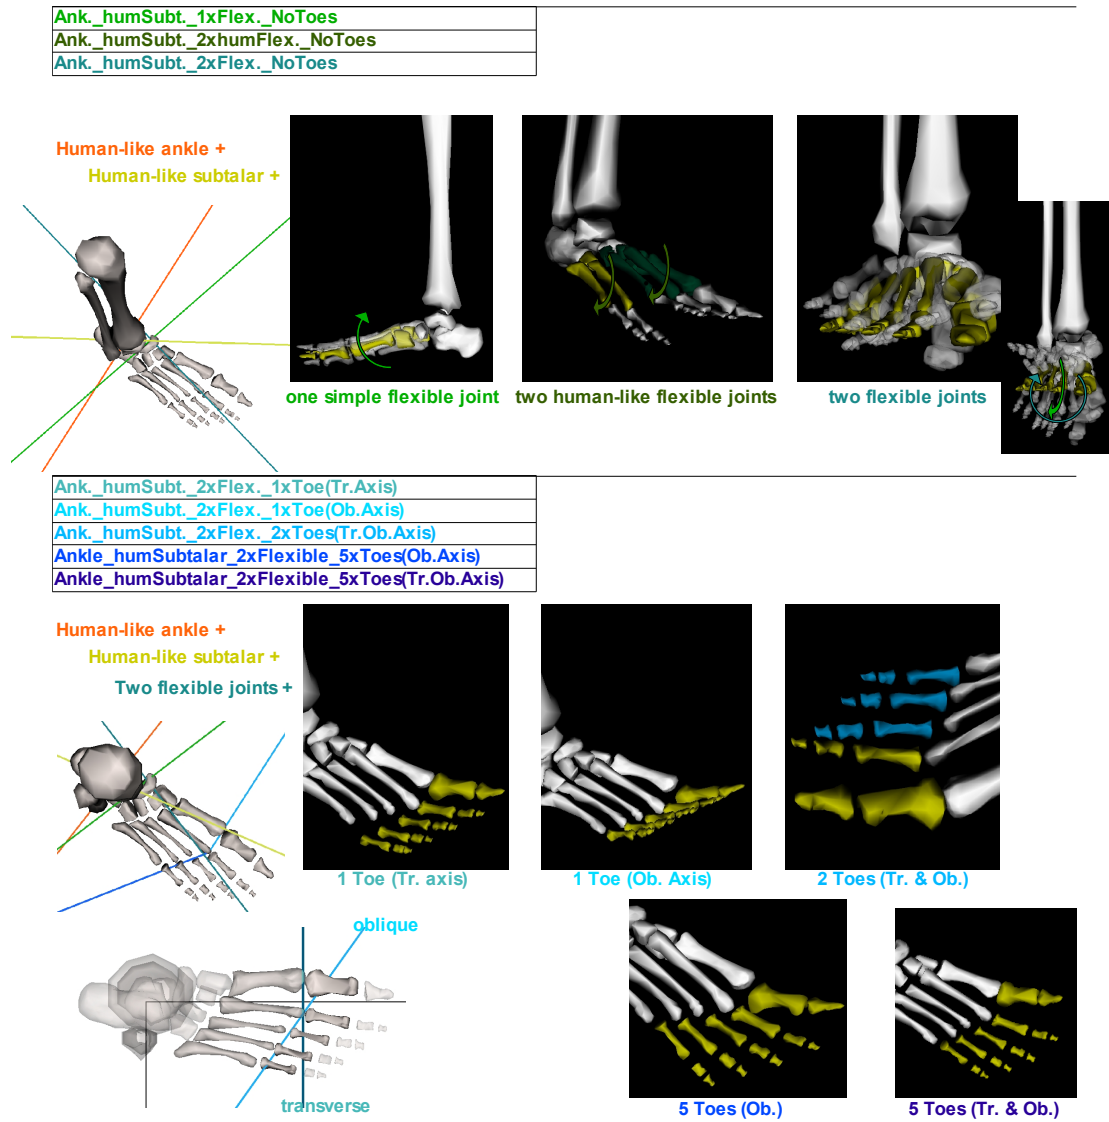 Ank._humSubt._1xFlex._NoToes
Ank._humSubt._2xhumFlex._NoToes
Ank._humSubt._2xFlex._NoToes
Human-like ankle +
Human-like subtalar +
one simple flexible joint
two human-like flexible joints
two flexible joints
Ank._humSubt._2xFlex._1xToe(Tr.Axis)
Ank._humSubt._2xFlex._1xToe(Ob.Axis)
Ank._humSubt._2xFlex._2xToes(Tr.Ob.Axis)
Ankle_humSubtalar_2xFlexible_5xToes(Ob.Axis)
Ankle_humSubtalar_2xFlexible_5xToes(Tr.Ob.Axis)
Human-like ankle +
Human-like subtalar +
Two flexible joints +
1 Toe (Tr. axis)
1 Toe (Ob. Axis)
2 Toes (Tr. & Ob.)
oblique
transverse
5 Toes (Ob.)
5 Toes (Tr. & Ob.)